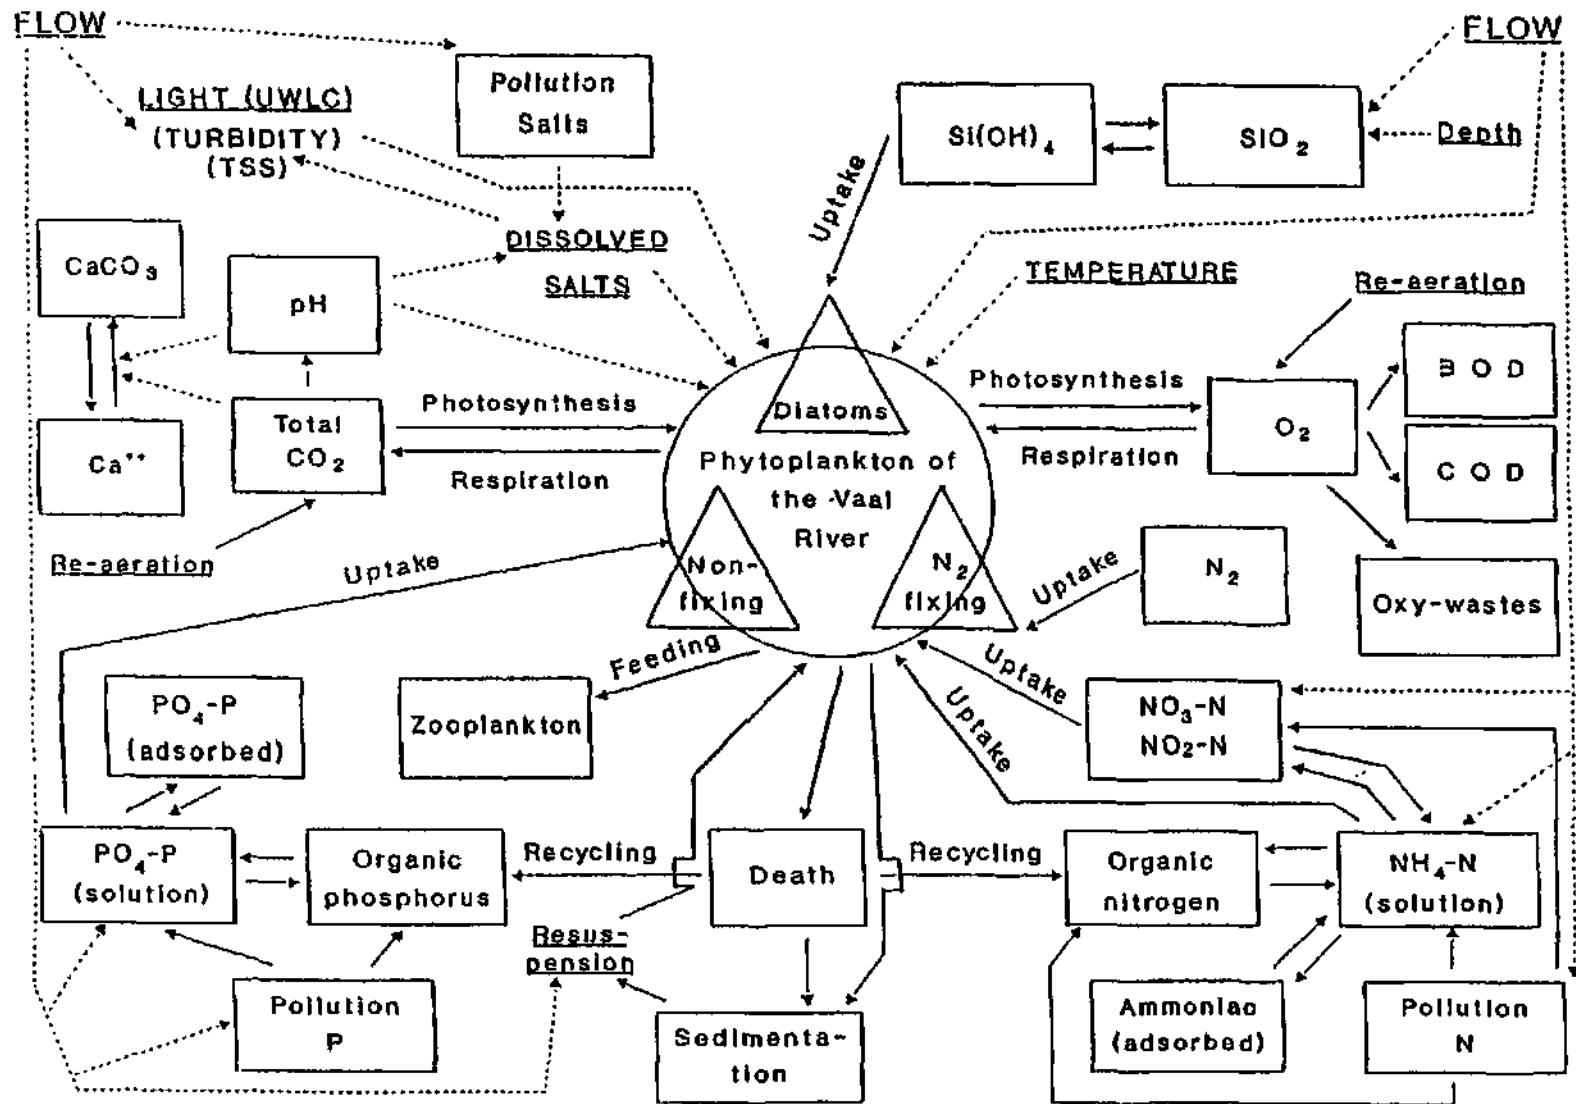 FLOW
FLOW
LIGHT (UWLC)
(TURBIDITY)
(TSS)
Pollution
Salts
Si(OH)4
SiO2
Depth
Uptake
DISSOLVED
SALTS
TEMPERATURE
Re-aeration
CaCO3
pH
BOD
Photosynthesis
Photosynthesis
Diatoms
Total
CO2
O2
Ca++
Respiration
Respiration
COD
Phytoplankton of
the Vaal
River
Re-aeration
Uptake
Non-
fixing
N2
fixing
Uptake
N2
Oxy-wastes
Feeding
Uptake
Uptake
PO4-P
(adsorbed)
Zooplankton
NO3-N
NO2-N
PO4-P
(solution)
Organic
phosphorus
Recycling
Death
Recycling
Organic
nitrogen
NH4-N
(solution)
Resus-
pension
Pollution
P
Sedimenta-
tion
Ammoniac
(adsorbed)
Pollution
N